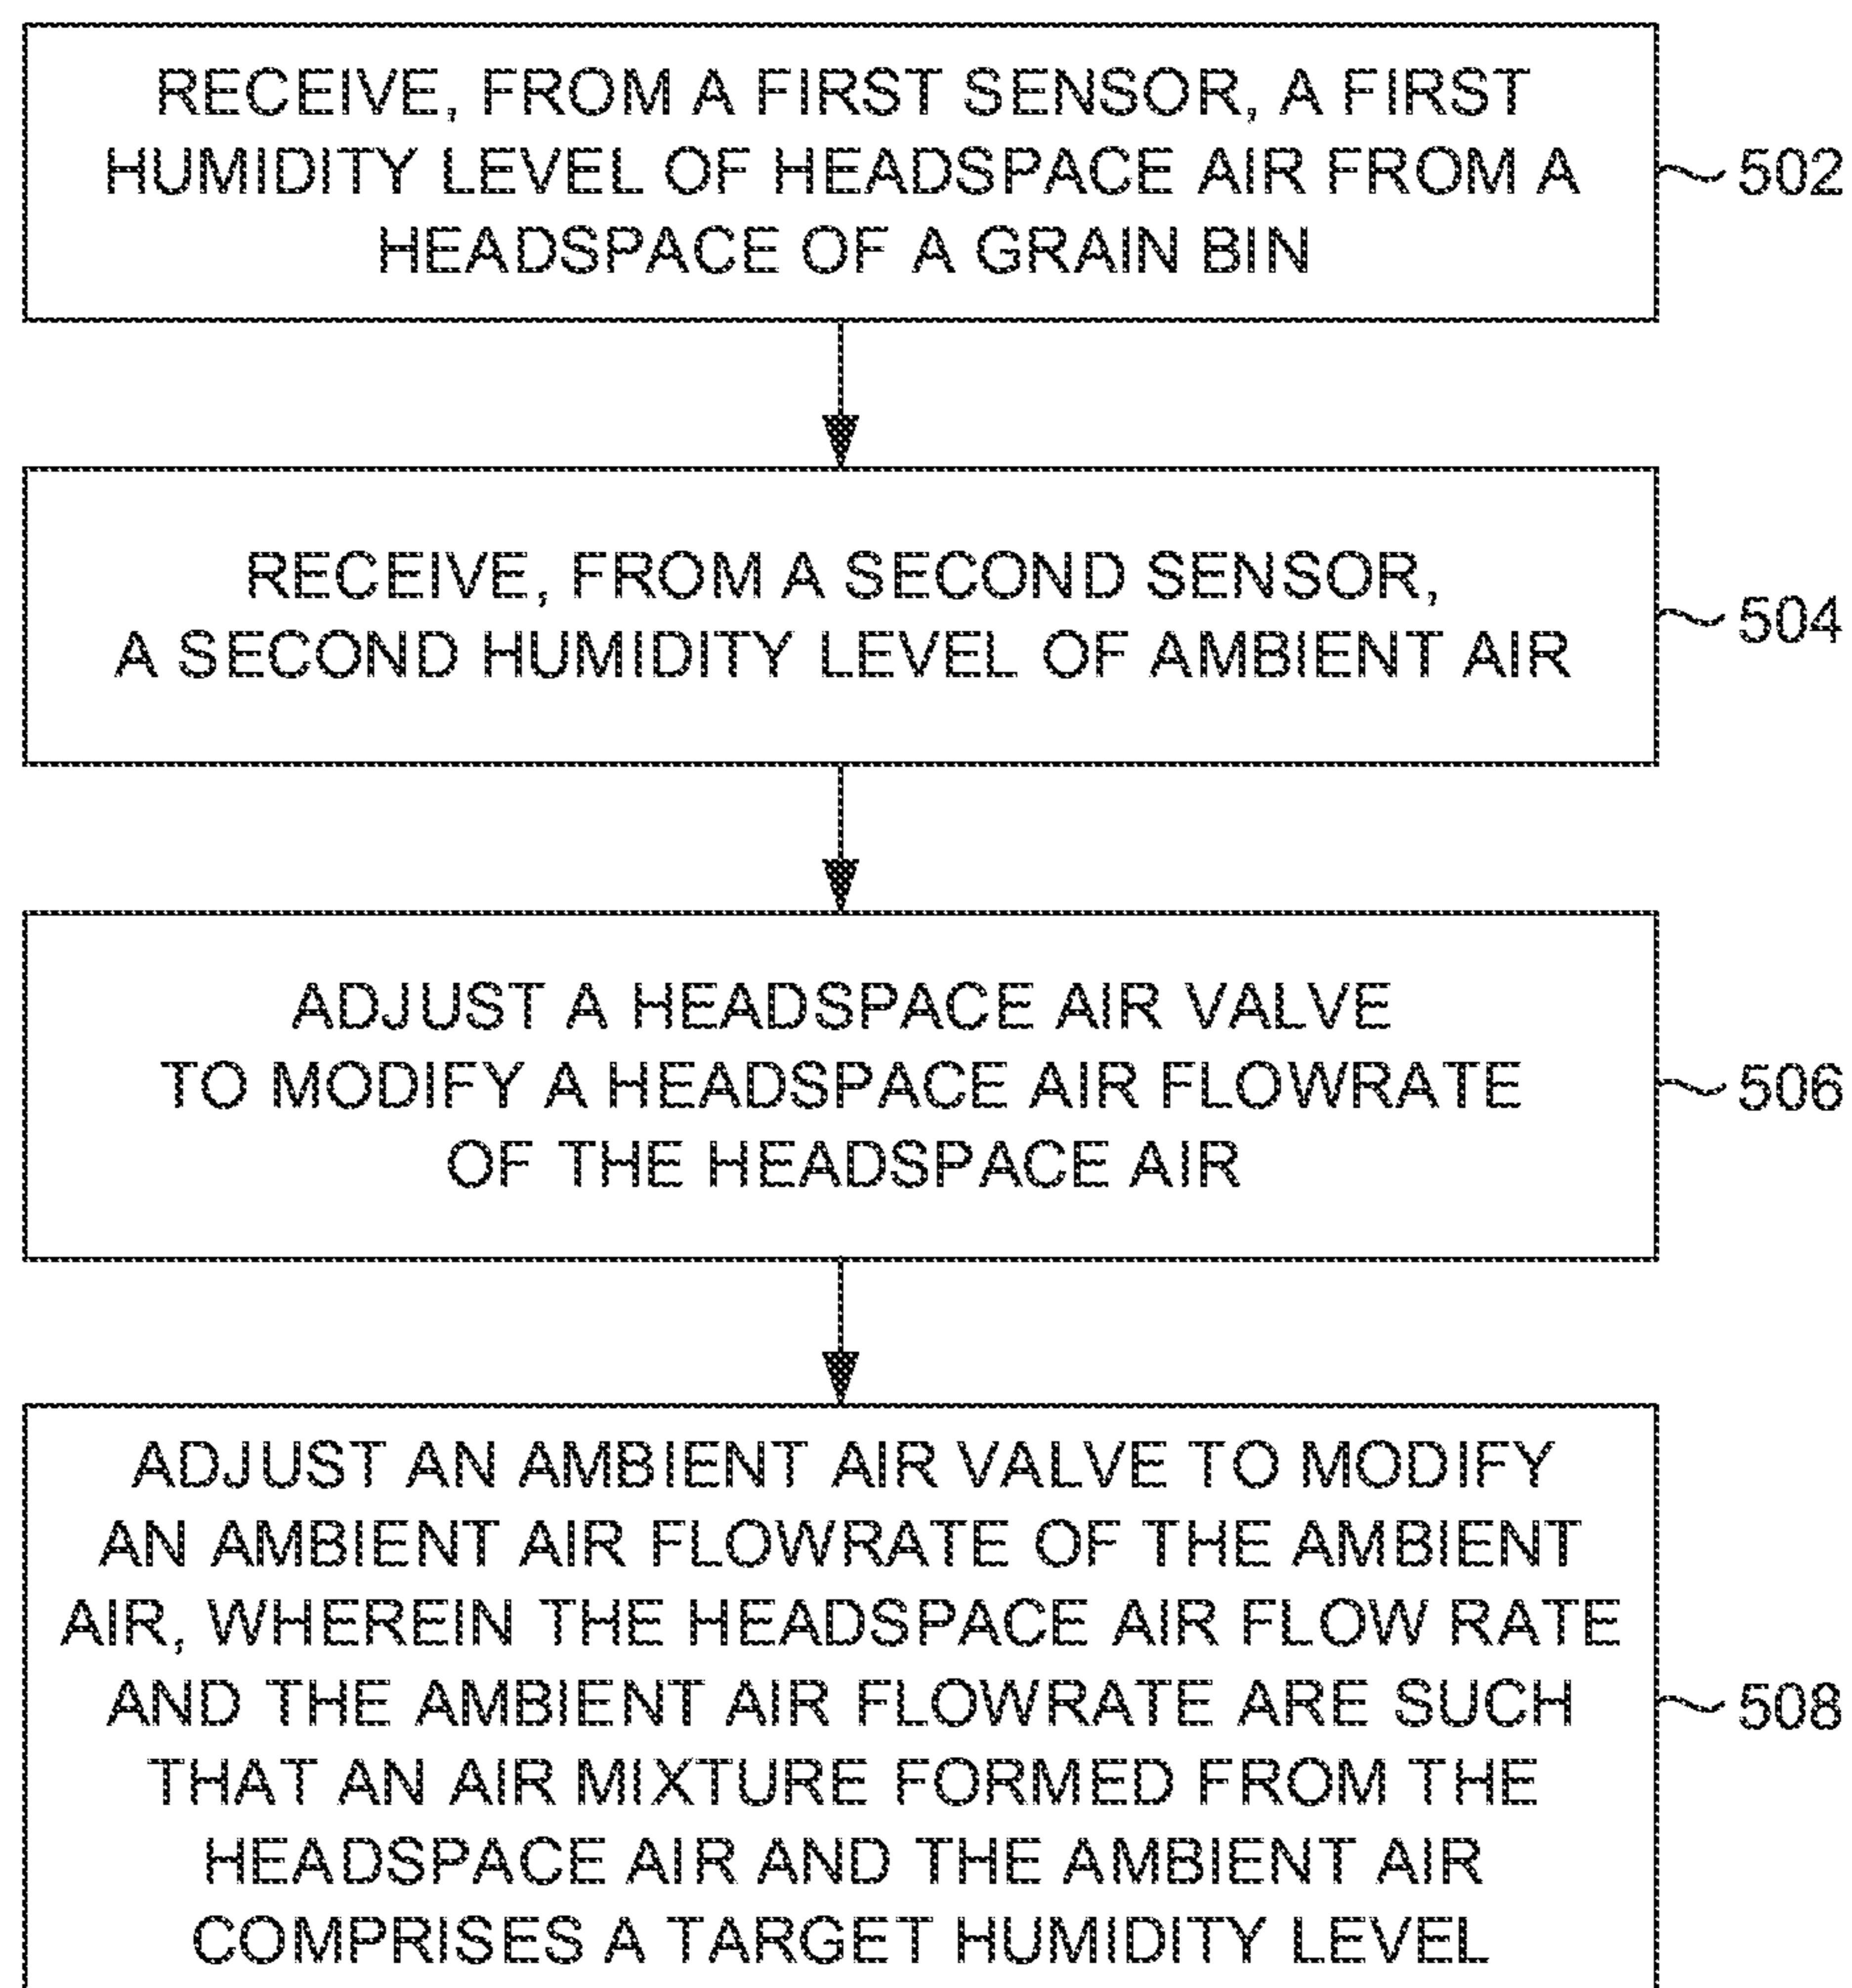 RECEIVE, FROM A FIRST SENSOR, A FIRST
HUMIDITY LEVEL OF HEADSPACE AIR FROM A
HEADSPACE OF A GRAIN BIN
502
RECEIVE, FROM A SECOND SENSOR,
A SECOND HUMIDITY LEVEL OF AMBIENT AIR
504
ADJUST A HEADSPACE AIR VALVE
TO MODIFY A HEADSPACE AIR FLOWRATE
OF THE HEADSPACE AIR
506
ADJUST AN AMBIENT AIR VALVE TO MODIFY
AN AMBIENT AIR FLOWRATE OF THE AMBIENT
AIR, WHEREIN THE HEADSPACE AIR FLOW RATE
AND THE AMBIENT AIR FLOWRATE ARE SUCH
THAT AN AIR MIXTURE FORMED FROM THE
HEADSPACE AIR AND THE AMBIENT AIR
COMPRISES A TARGET HUMIDITY LEVEL
508